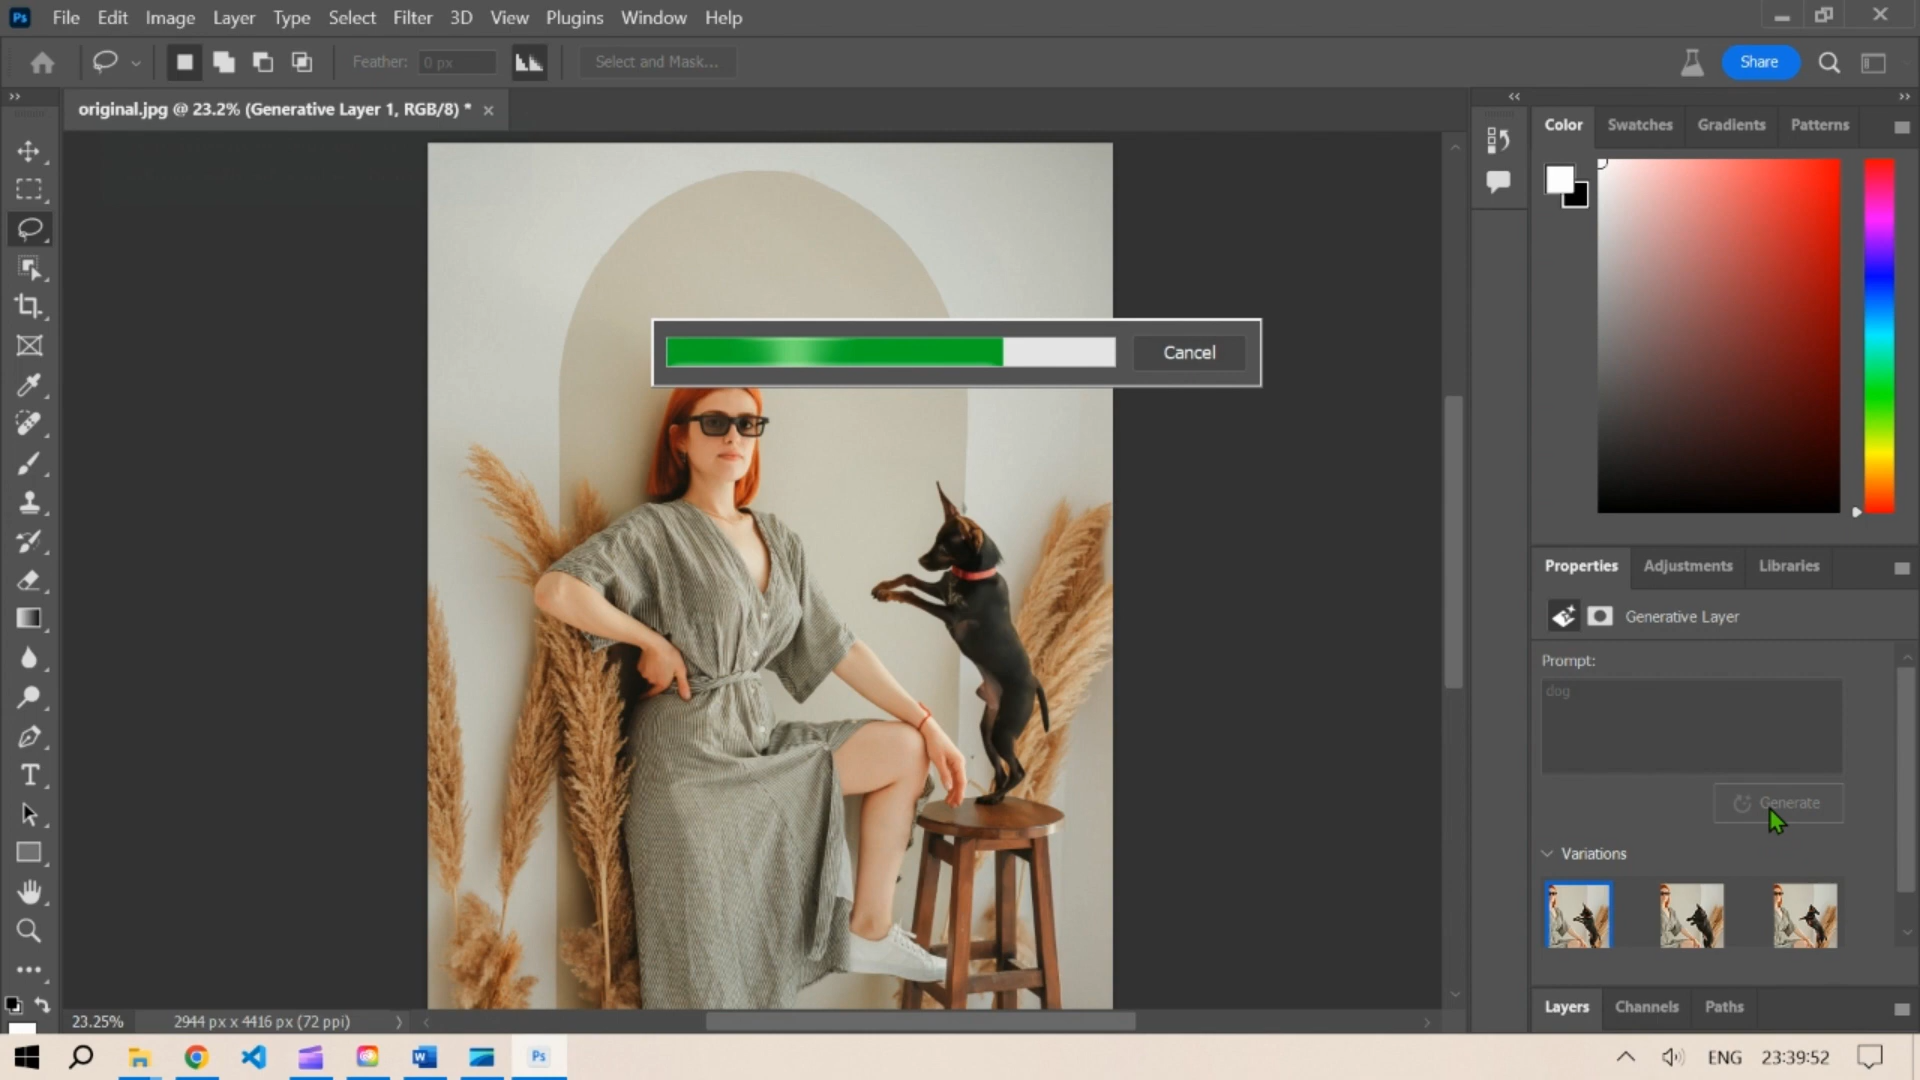 Ps File Edit Image Layer Type Select Filter 3D View Plugins Window Help
Feather: 0 px Select and Mask... Share
original.jpg @ 23.2% (Generative Layer 1, RGB/8) *
Color Swatches Gradients Patterns
Cancel
Properties Adjustments Libraries
Generative Layer
Prompt:
dog
Generate
Variations
Layers Channels Paths
23.25% 2944 px x 4416 px (72 ppi)
W Ps ENG 23:39:52